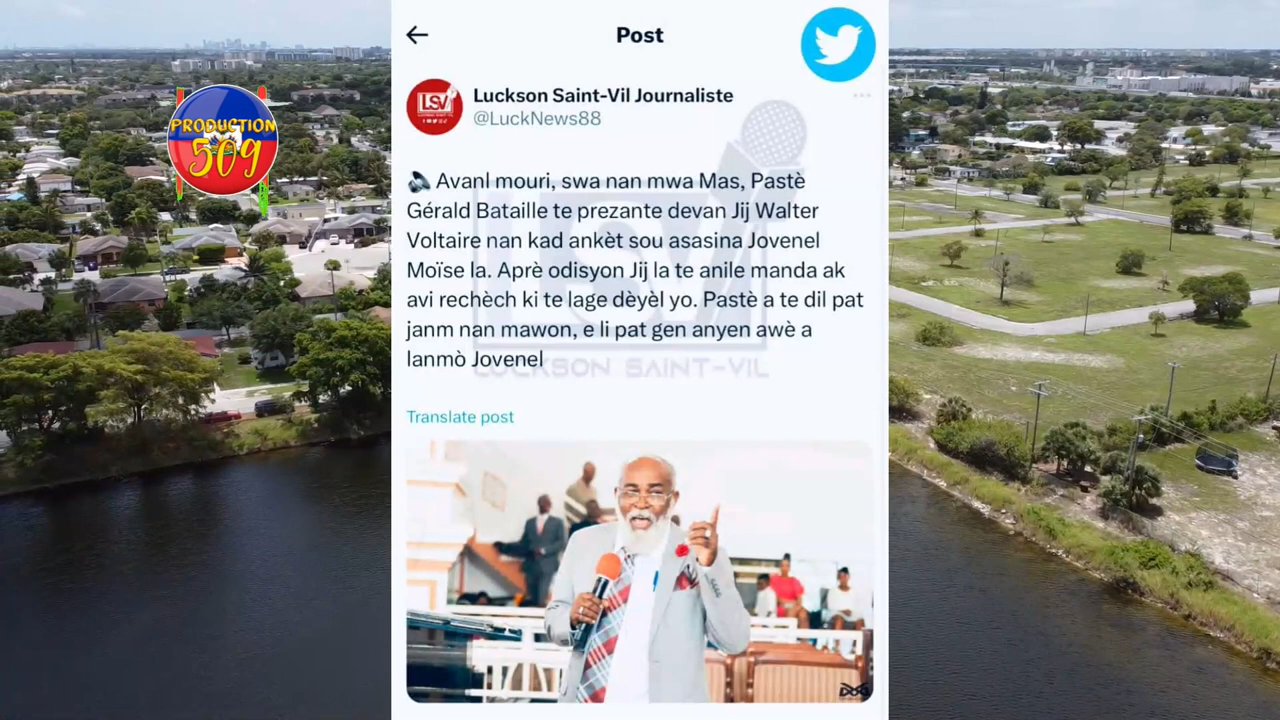 Post
PRODUCTION
509
LSV
Luckson Saint-Vil Journaliste
@LuckNews88
Avanl mouri, swa nan mwa Mas, Pastè
Gérald Bataille te prezante devan Jij Walter
Voltaire nan kad ankèt sou asasina Jovenel
Moïse la. Aprè odisyon Jij la te anile manda ak
avi rechèch ki te lage dèyèl yo. Pastè a te dil pat
janm nan mawon, e li pat gen anyen awè a
lanmò Jovenel
LUCKSON SAINT-VIL
Translate post